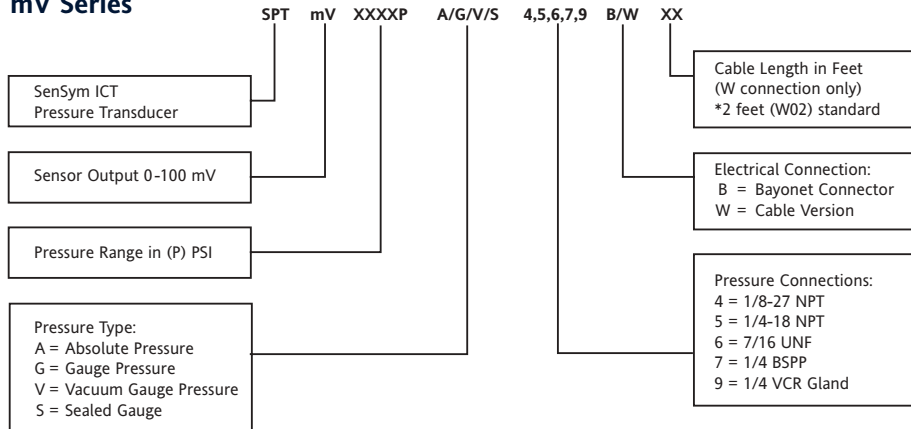 mV Series
SPT mV XXXXP A/G/V/S 4,5,6,7,9 B/W XX
SenSym ICT
Pressure Transducer
Sensor Output 0-100 mV
Pressure Range in (P) PSI
Pressure Type:
A = Absolute Pressure
G = Gauge Pressure
V = Vacuum Gauge Pressure
S = Sealed Gauge
Cable Length in Feet
(W connection only)
*2 feet (W02) standard
Electrical Connection:
B = Bayonet Connector
W = Cable Version
Pressure Connections:
4 = 1/8-27 NPT
5 = 1/4-18 NPT
6 = 7/16 UNF
7 = 1/4 BSPP
9 = 1/4 VCR Gland